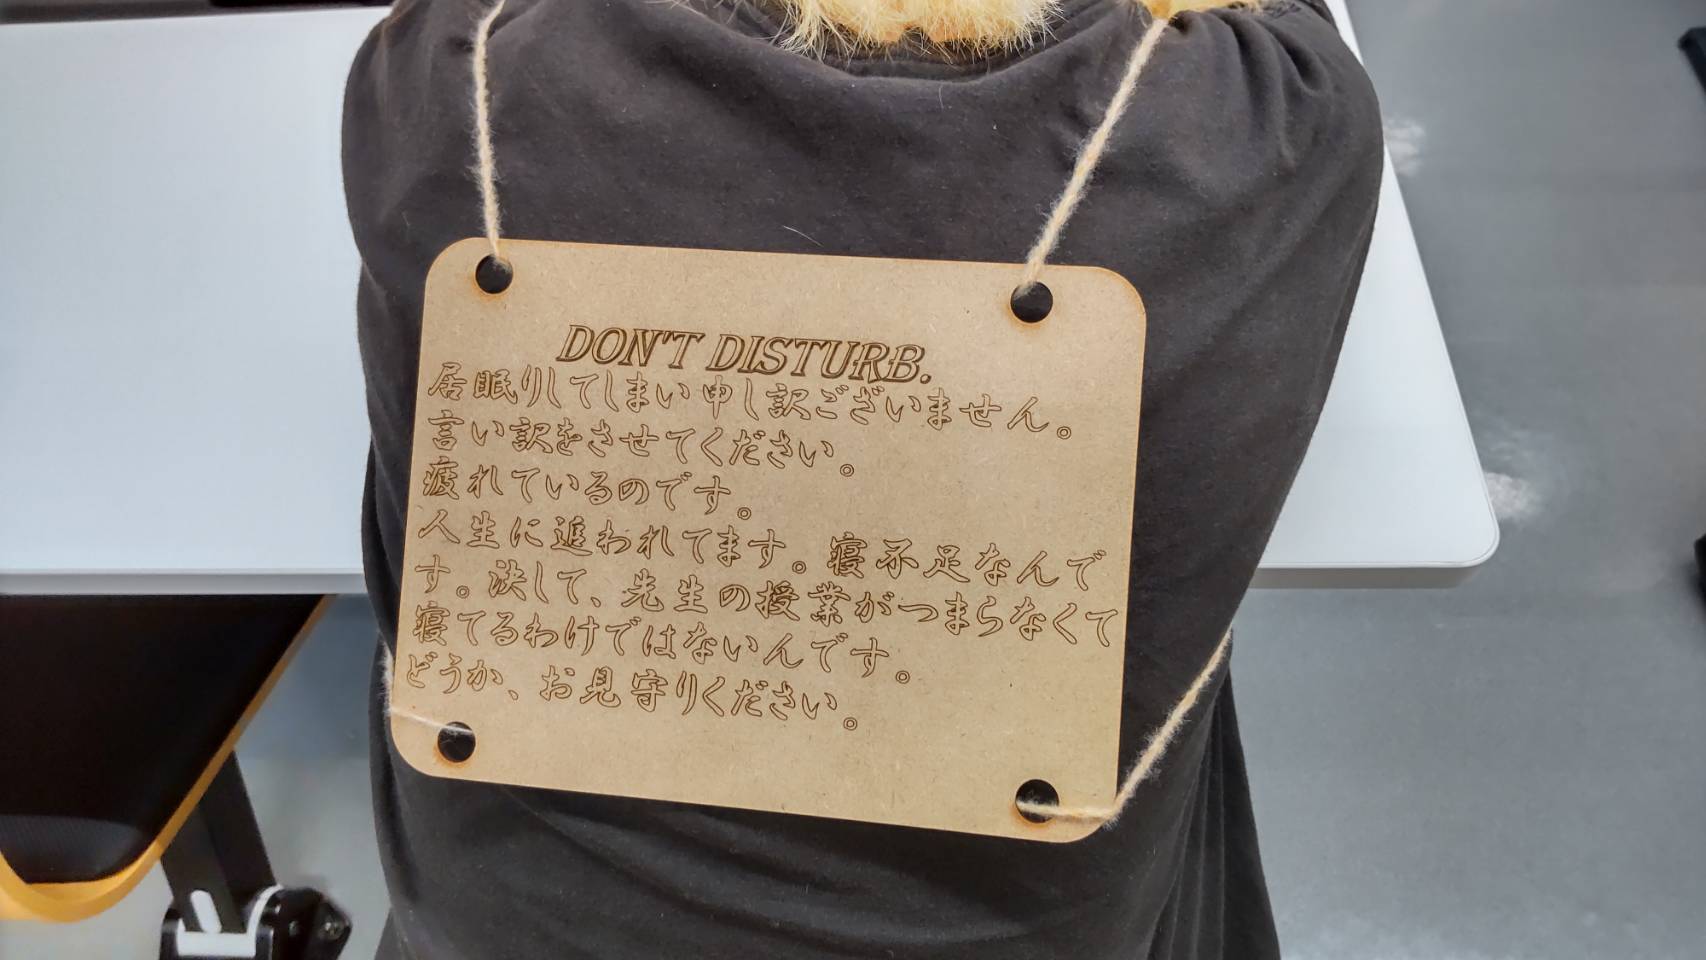 DON'T DISTURB.
居眠りしてしまい申し訳ございません。
言い訳をさせてください。
疲れているのです。
人生に追われてます。寝不足なんで
す。決して、先生の授業がつまらなくて
寝てるわけではないんです。
どうか、お見守りください。